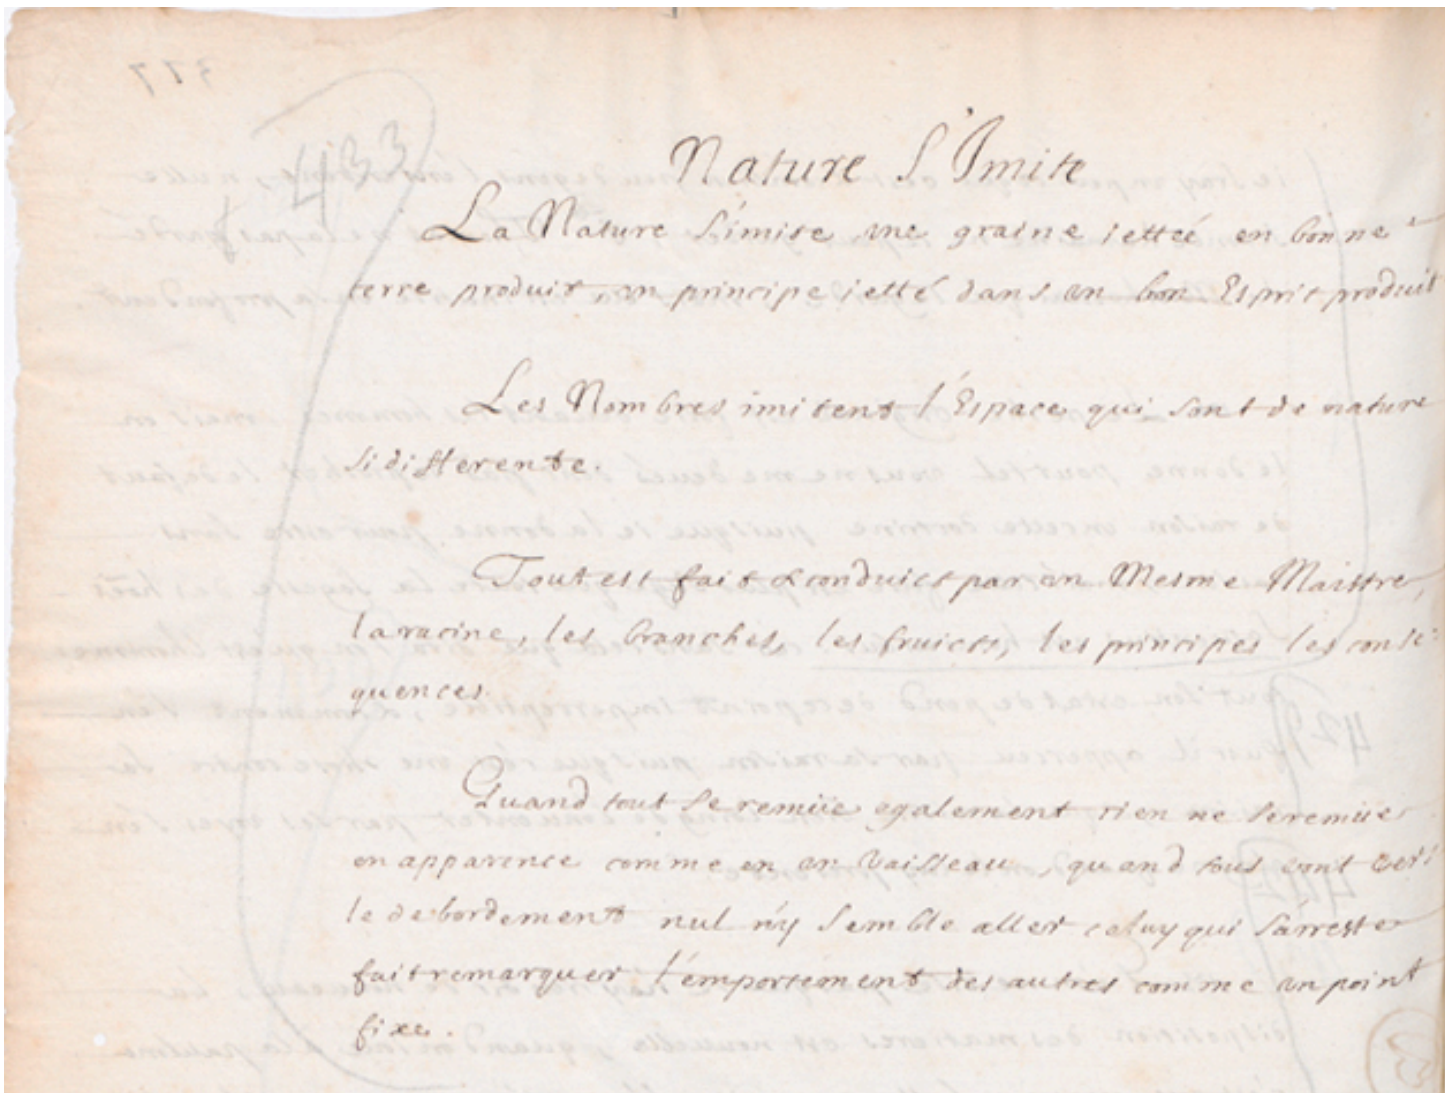 377
433
Nature S'Imite
La Nature s'imite une graine iettée en bonne
terre produit, un principe ietté dans un bon Esprit produit
Les Nombres imitent l'Espace qui sont de nature
si differente.
Tout est fait & conduict par un Mesme Maistre,
la racine, les branches, les fruicts, les principes les conse-
quences.
Quand tout se remüe egalement rien ne se remüe
en apparence comme en un Vaisseau, quand tous vont vers
le debordement nul n'y semble aller celuy qui s'arreste
fait remarquer l'emportement des autres comme un point
fixe.